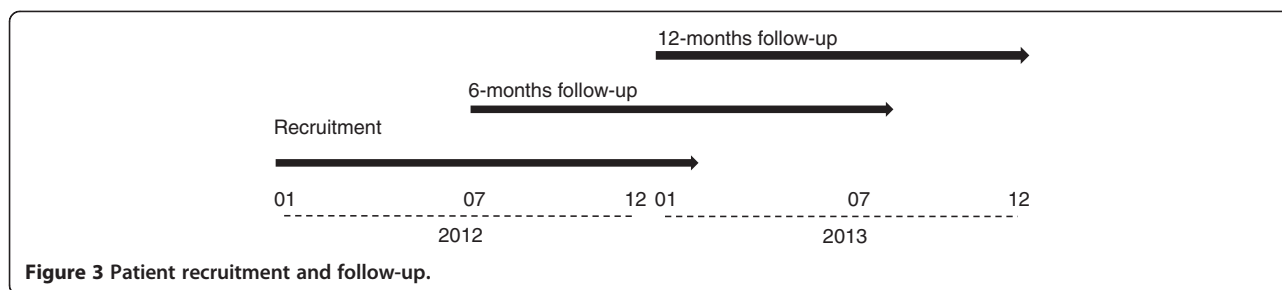 12-months follow-up
6-months follow-up
Recruitment
01 07 12 01 07 12
2012 2013
Figure 3 Patient recruitment and follow-up.